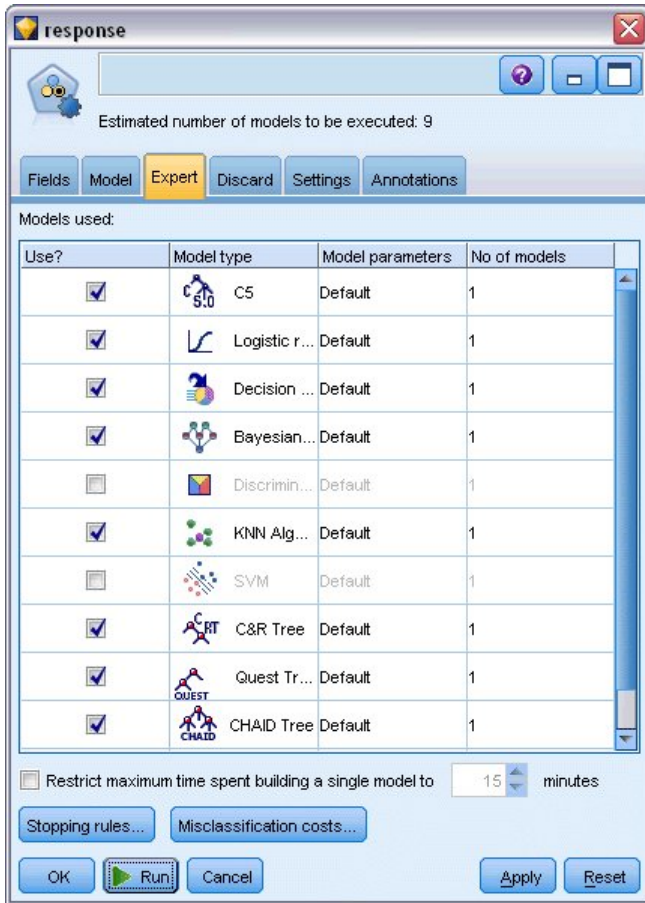 response
Estimated number of models to be executed: 9
Fields Model Expert Discard Settings Annotations
Models used:
Use? Model type Model parameters No of models
C 5.0 C5 Default 1
Logistic r... Default 1
Decision ... Default 1
Bayesian... Default 1
Discrimin... Default 1
KNN Alg... Default 1
SVM Default 1
C&RT C&R Tree Default 1
QUEST Quest Tr... Default 1
CHAID CHAID Tree Default 1
Restrict maximum time spent building a single model to 15 minutes
Stopping rules... Misclassification costs...
OK Run Cancel Apply Reset